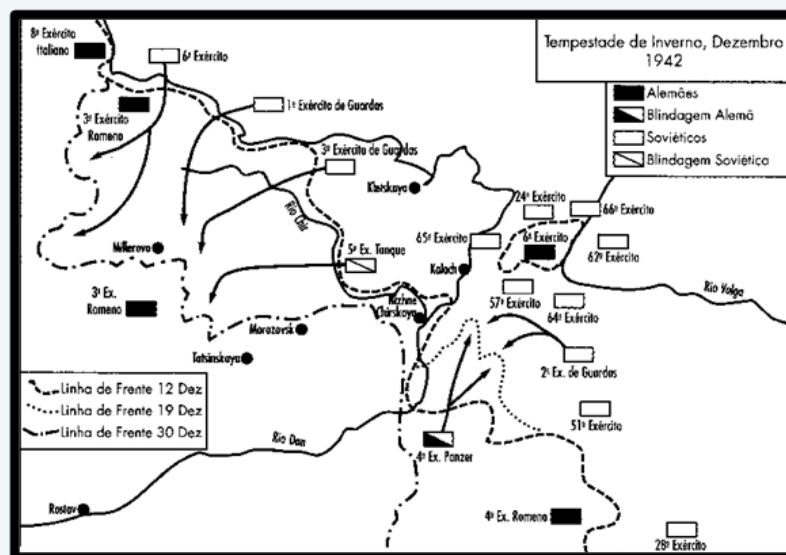 Tempestade de Inverno, Dezembro
1942
Alemães
Blindagem Alemã
Soviéticos
Blindagem Soviética
8º Exército
Italiano
6º Exército
3º Exército
Romeno
1º Exército de Guardas
3º Exército de Guardas
Kletskaya
24º Exército
66º Exército
65º Exército
6º Exército
62º Exército
Rio Chir
Millerovo
5º Ex. Tanque
Kalach
57º Exército
64º Exército
Rio Volga
3º Ex.
Romeno
Nizhne
Chirskaya
Morozovsk
Tatsinskaya
2º Ex. de Guardas
Linha de Frente 12 Dez
Linha de Frente 19 Dez
Linha de Frente 30 Dez
51º Exército
Rio Don
4º Ex. Panzer
Rostov
4º Ex. Romeno
28º Exército